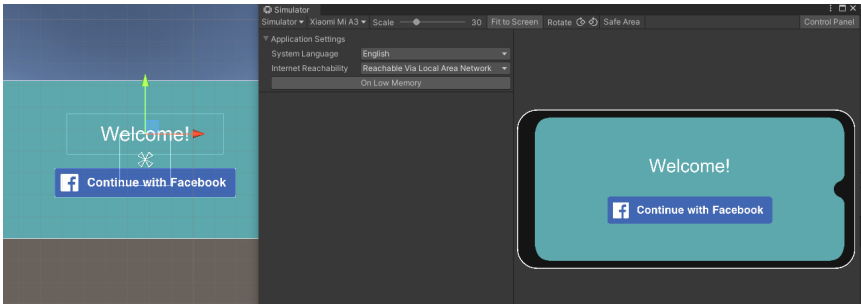 Simulator
Simulator Xiaomi Mi A3 Scale 30 Fit to Screen Rotate Safe Area Control Panel
Application Settings
System Language English
Internet Reachability Reachable Via Local Area Network
On Low Memory
Welcome!
f Continue with Facebook
Welcome!
f Continue with Facebook